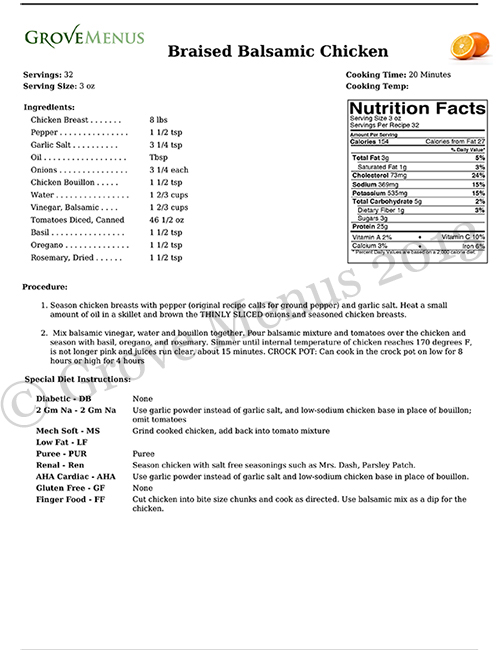 GROVEMENUS
Braised Balsamic Chicken
Servings: 32
Serving Size: 3 oz
Cooking Time: 20 Minutes
Cooking Temp:
Ingredients:
Chicken Breast . . . . . . . 8 lbs
Pepper . . . . . . . . . . . . . . . 1 1/2 tsp
Garlic Salt . . . . . . . . . . 3 1/4 tsp
Oil . . . . . . . . . . . . . . . . . . Tbsp
Onions . . . . . . . . . . . . . . . 3 1/4 each
Chicken Bouillon . . . . . 1 1/2 tsp
Water . . . . . . . . . . . . . . . . 1 2/3 cups
Vinegar, Balsamic . . . . 1 2/3 cups
Tomatoes Diced, Canned 46 1/2 oz
Basil . . . . . . . . . . . . . . . . 1 1/2 tsp
Oregano . . . . . . . . . . . . . . 1 1/2 tsp
Rosemary, Dried . . . . . . 1 1/2 tsp
Nutrition Facts
Serving Size 3 oz
Servings Per Recipe 32
Amount Per Serving
Calories 154 Calories from Fat 27
% Daily Value*
Total Fat 3g 5%
Saturated Fat 1g 3%
Cholesterol 73mg 24%
Sodium 369mg 15%
Potassium 535mg 15%
Total Carbohydrate 5g 2%
Dietary Fiber 1g 3%
Sugars 3g
Protein 25g
Vitamin A 2% • Vitamin C 10%
Calcium 3% • Iron 6%
* Percent Daily Values are based on a 2,000 calorie diet.
Procedure:
1. Season chicken breasts with pepper (original recipe calls for ground pepper) and garlic salt. Heat a small
amount of oil in a skillet and brown the THINLY SLICED onions and seasoned chicken breasts.
2. Mix balsamic vinegar, water and bouillon together. Pour balsamic mixture and tomatoes over the chicken and
season with basil, oregano, and rosemary. Simmer until internal temperature of chicken reaches 170 degrees F,
is not longer pink and juices run clear, about 15 minutes. CROCK POT: Can cook in the crock pot on low for 8
hours or high for 4 hours
Special Diet Instructions:
Diabetic - DB None
2 Gm Na - 2 Gm Na Use garlic powder instead of garlic salt, and low-sodium chicken base in place of bouillon;
omit tomatoes
Mech Soft - MS Grind cooked chicken, add back into tomato mixture
Low Fat - LF
Puree - PUR Puree
Renal - Ren Season chicken with salt free seasonings such as Mrs. Dash, Parsley Patch.
AHA Cardiac - AHA Use garlic powder instead of garlic salt and low-sodium chicken base in place of bouillon.
Gluten Free - GF None
Finger Food - FF Cut chicken into bite size chunks and cook as directed. Use balsamic mix as a dip for the
chicken.
© Grove Menus 2013